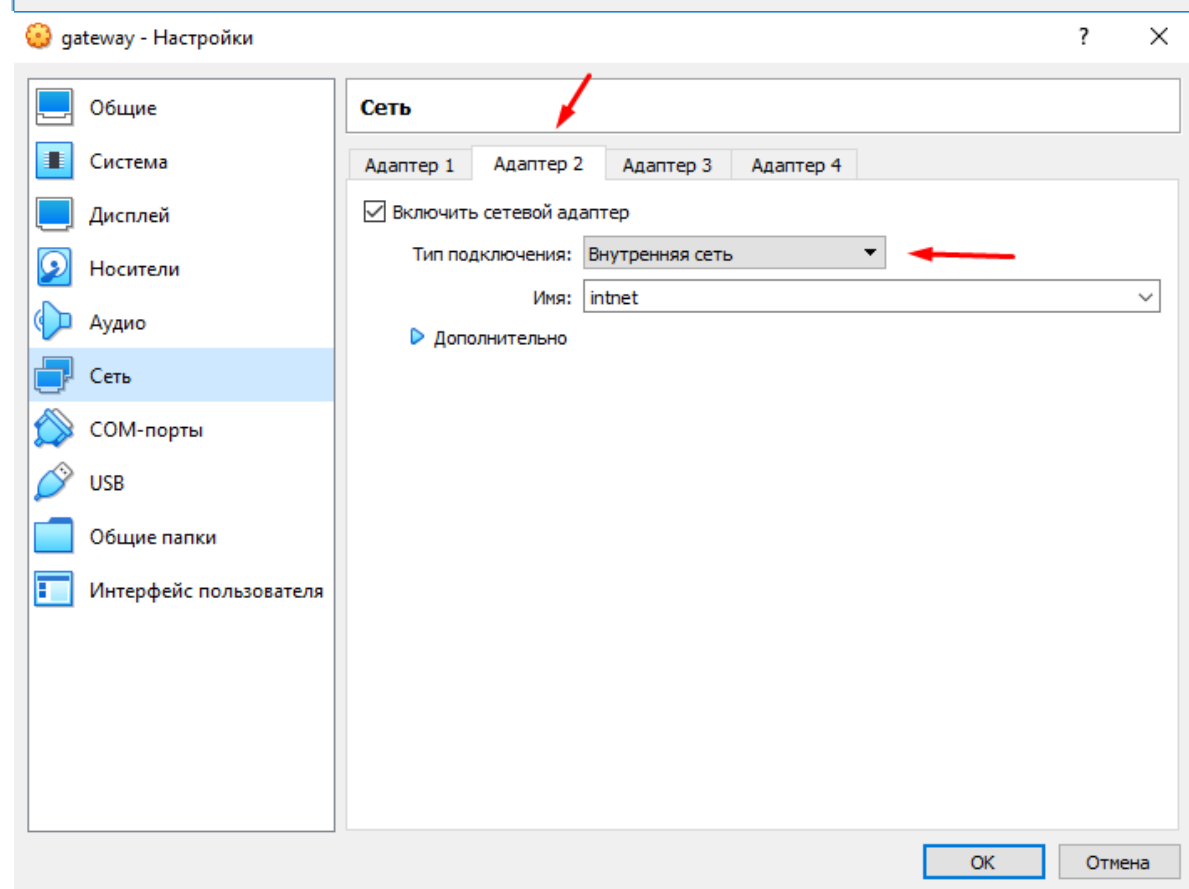 gateway - Настройки
?
Общие
Система
Дисплей
Носители
Аудио
Сеть
COM-порты
USB
Общие папки
Интерфейс пользователя
Сеть
Адаптер 1 Адаптер 2 Адаптер 3 Адаптер 4
Включить сетевой адаптер
Тип подключения: Внутренняя сеть
Имя: intnet
Дополнительно
OK Отмена